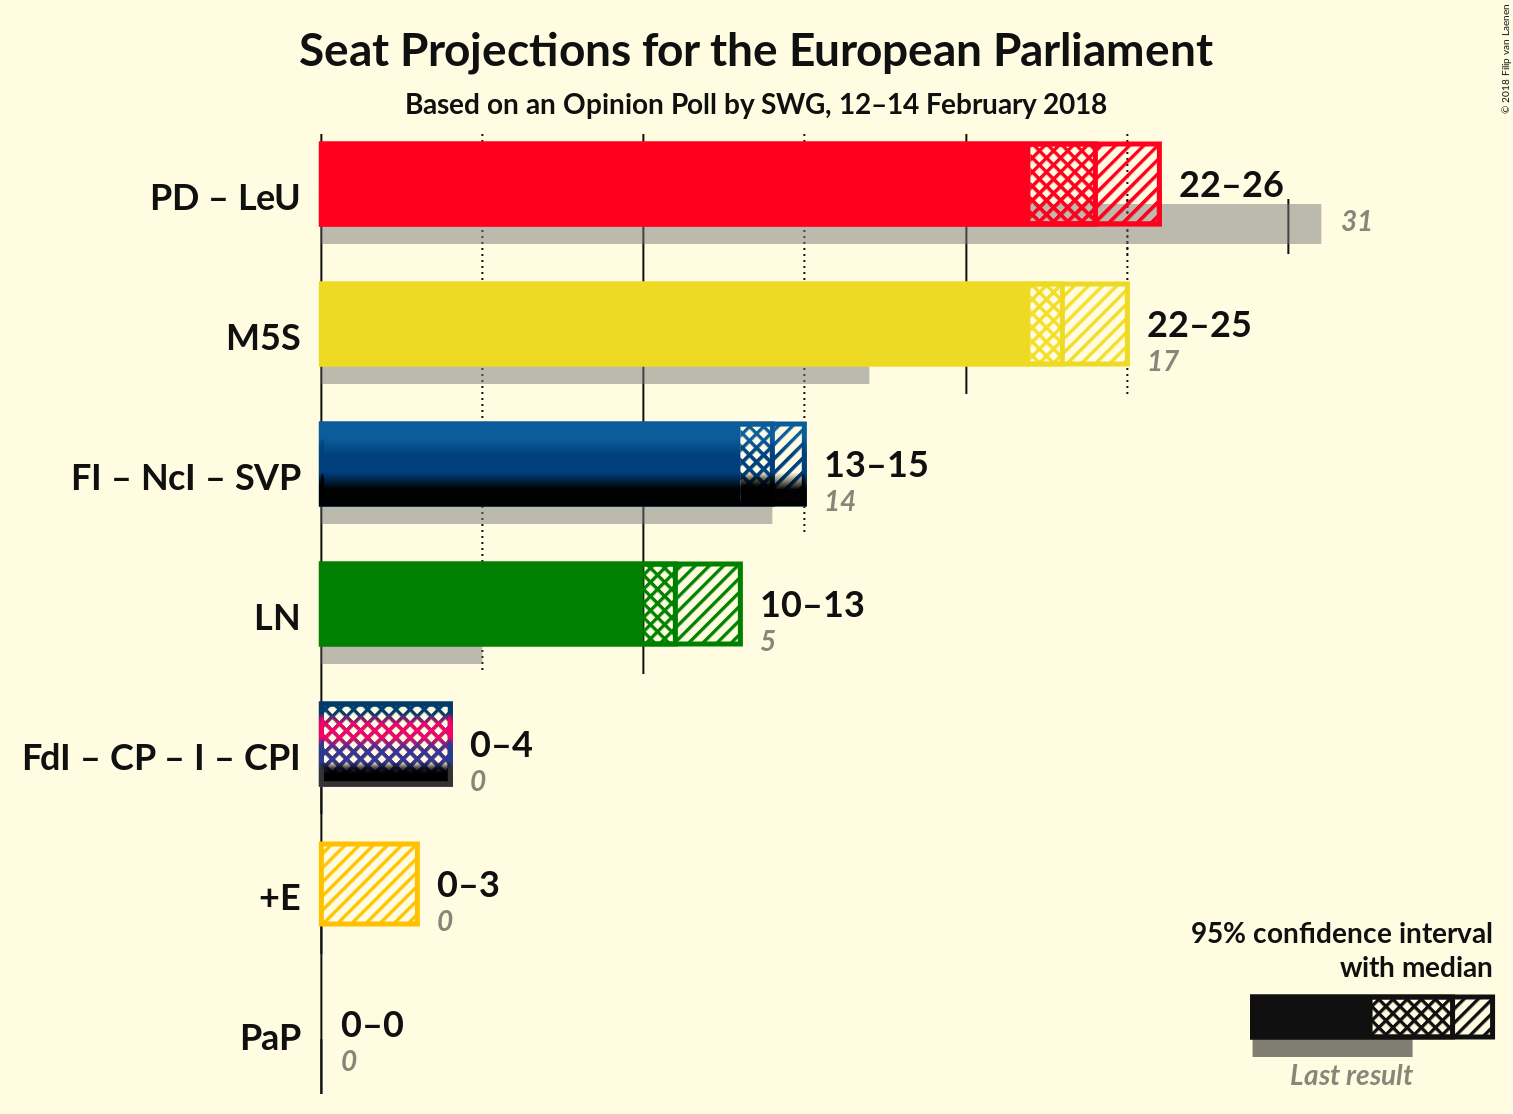 Seat Projections for the European Parliament
Based on an Opinion Poll by SWG, 12–14 February 2018
© 2018 Filip van Laenen
PD – LeU
22–26
31
M5S
22–25
17
FI – NcI – SVP
13–15
14
LN
10–13
5
FdI – CP – I – CPI
0–4
0
+E
0–3
0
PaP
0–0
0
95% confidence interval
with median
Last result